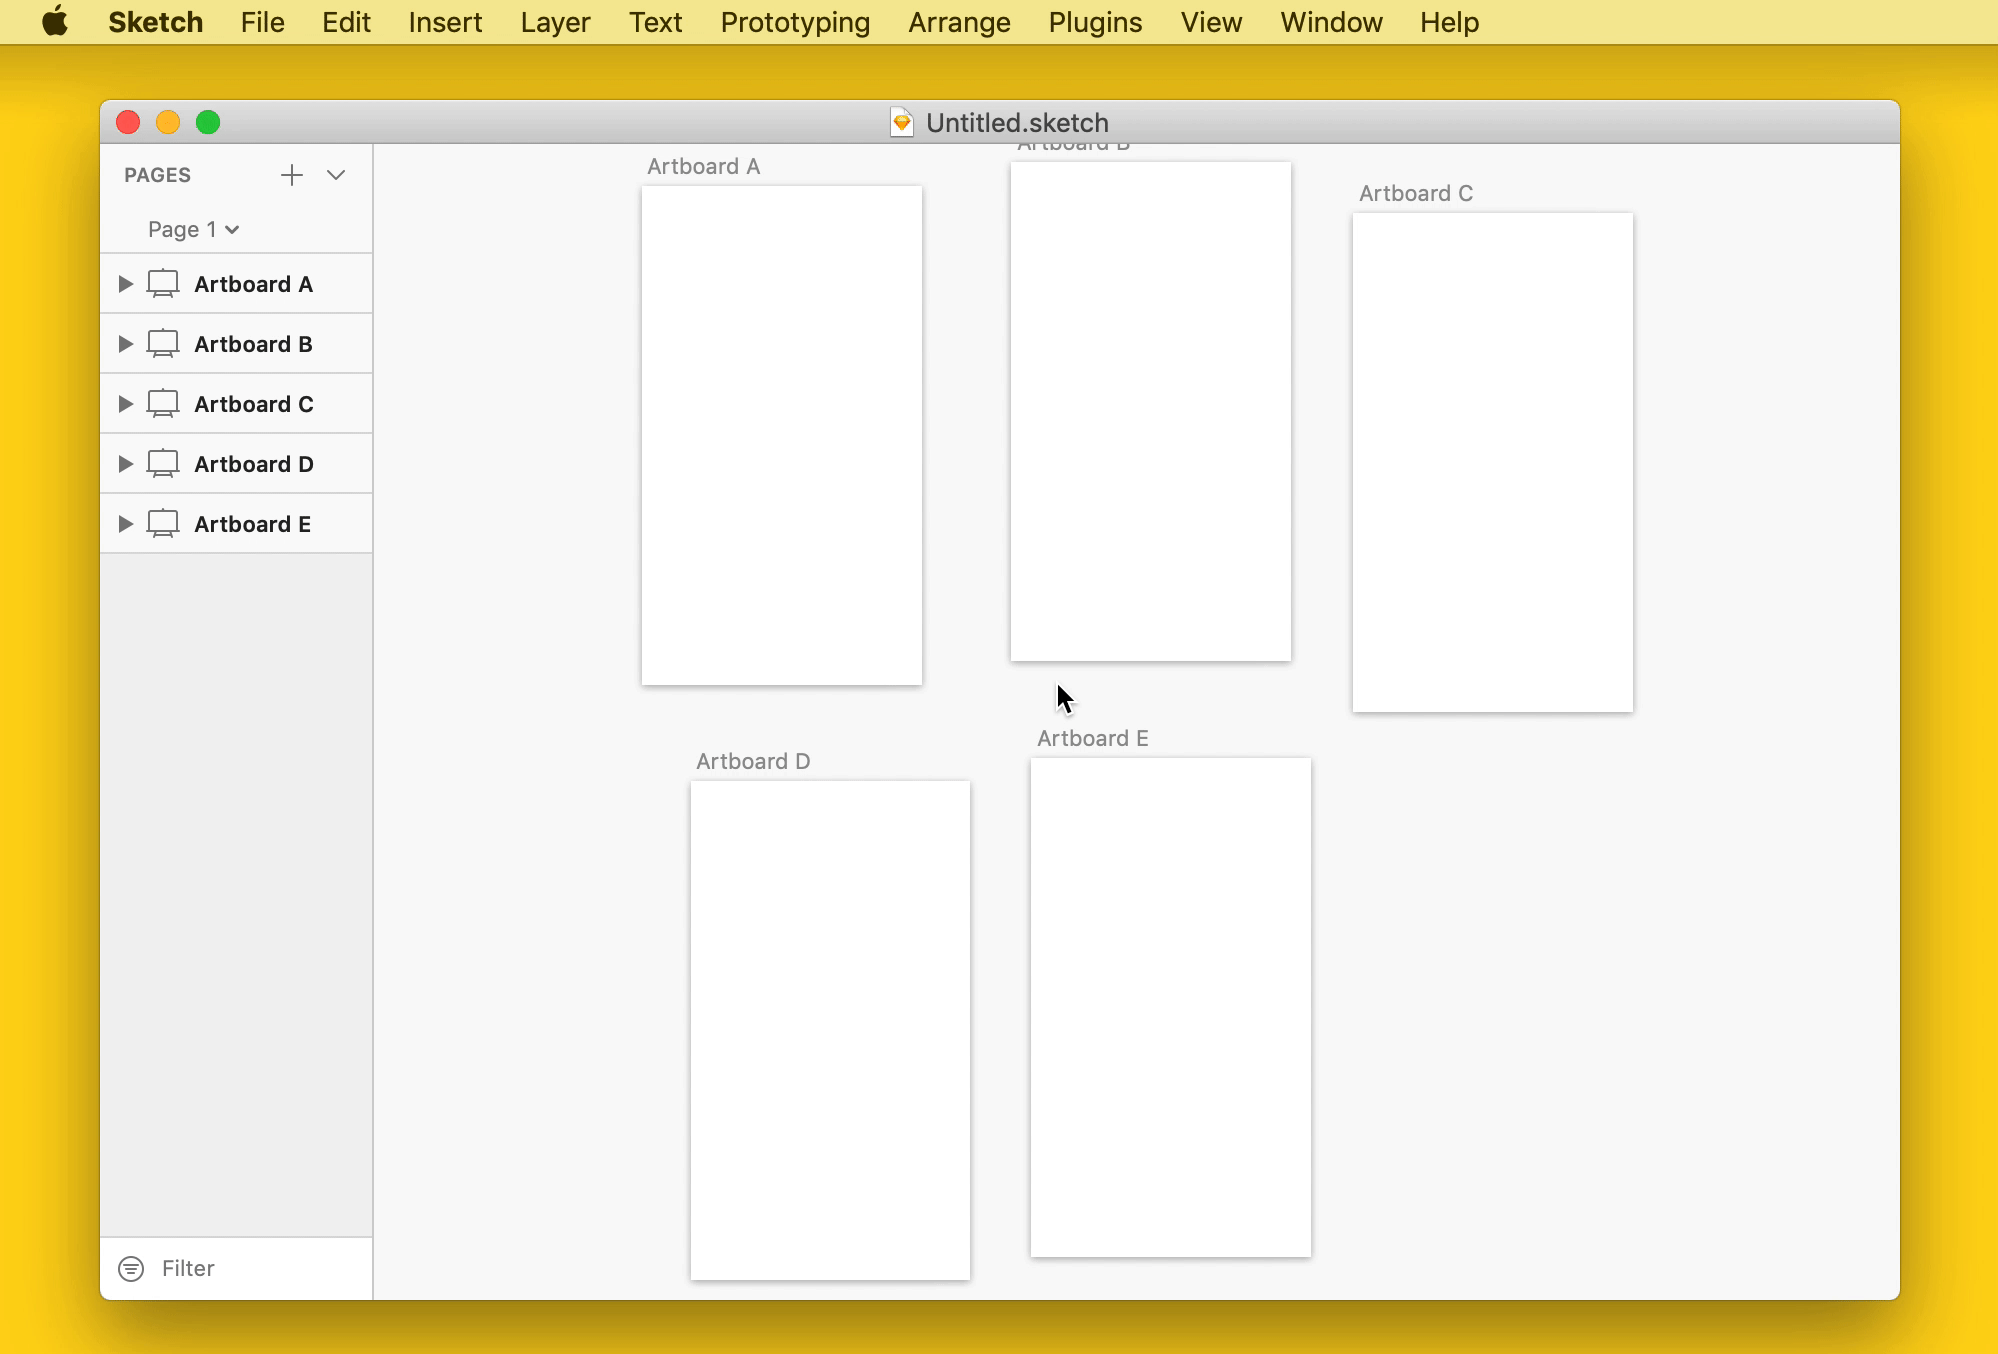 Sketch File Edit Insert Layer Text Prototyping Arrange Plugins View Window Help
Untitled.sketch
PAGES
Page 1
Artboard A
Artboard B
Artboard C
Artboard D
Artboard E
Filter
Artboard A
Artboard B
Artboard C
Artboard D
Artboard E